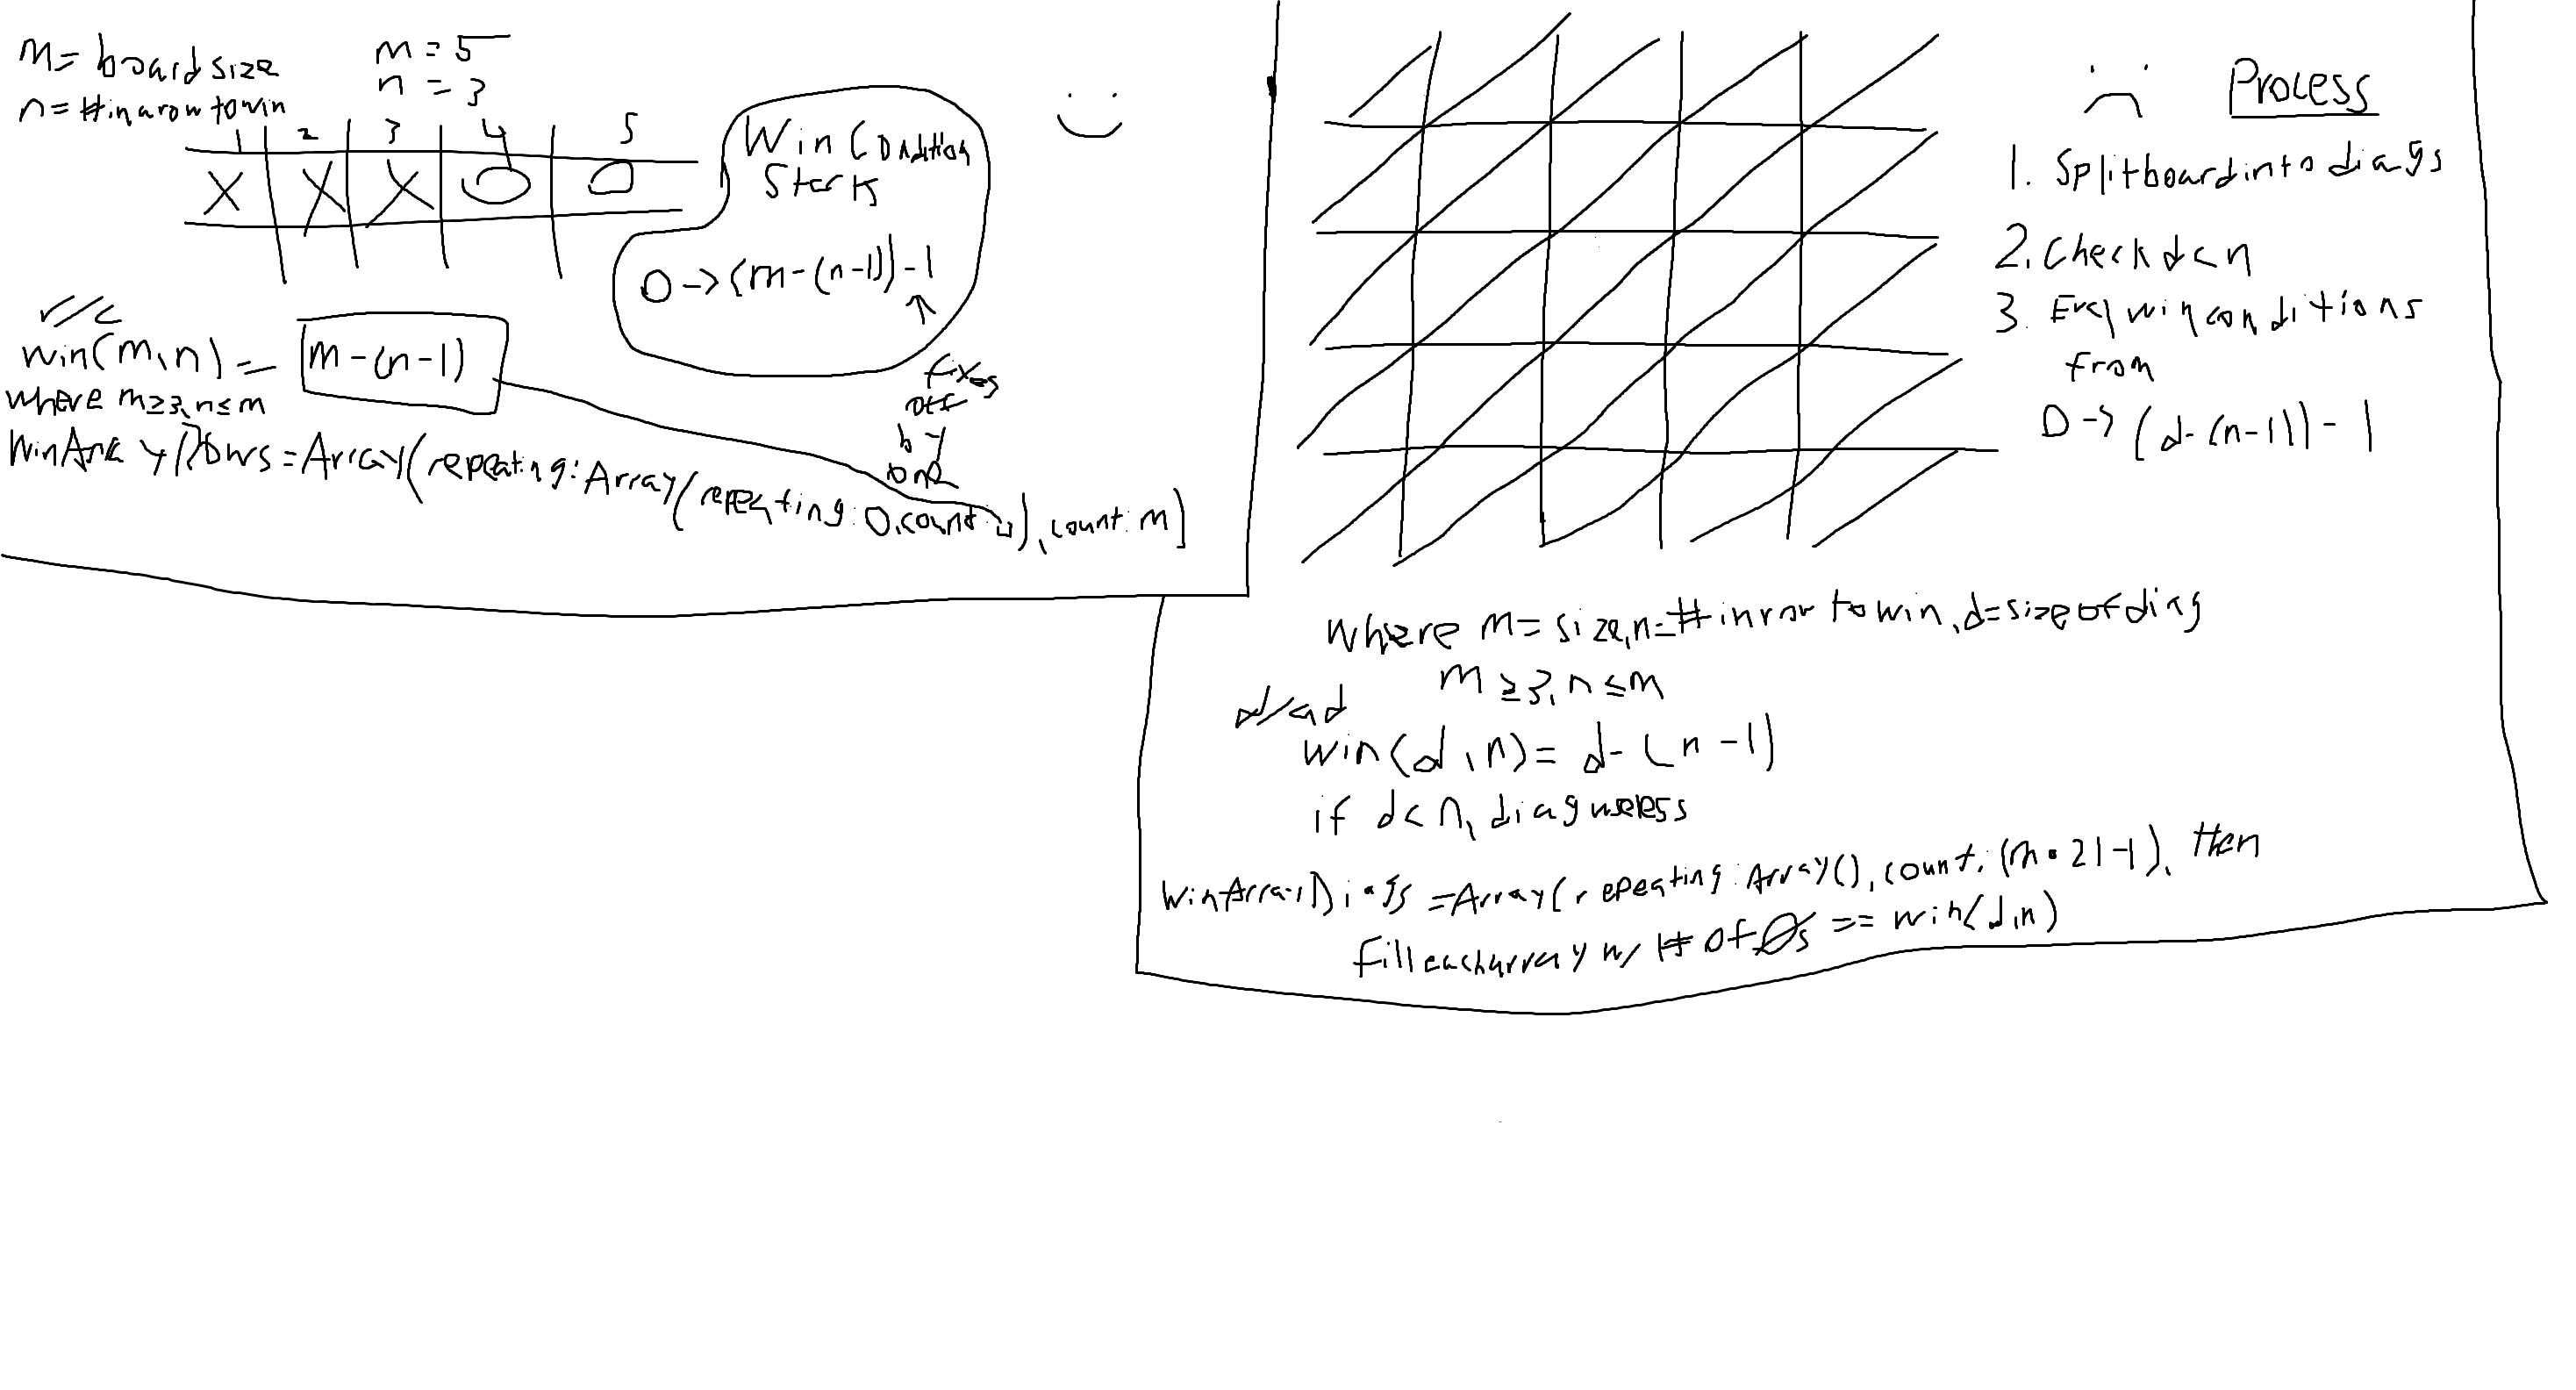 m = board size
n = # in a row to win
m = 5
n = 3
1 2 3 4 5
X X X O O
Win Condition
Starts
0 -> (m - (n-1)) - 1
↑
fixes
off
by
one
r/c
win(m,n) = m - (n-1)
where m≥3, n≤m
WinArray Rows = Array(repeating: Array(repeating: 0, count: ), count: m)
Process
1. Split board into diags
2. Check d < n
3. Eval win conditions
from
0 -> (d - (n-1)) - 1
where m = size, n = # in row to win, d = size of diag
m ≥ 3, n ≤ m
d/ad
win(d, n) = d - (n - 1)
if d < n, diag useless
WinArray Diags = Array(repeating: Array(), count: (m • 2) - 1), then
fill each array w/ # of 0s == win(d,n)